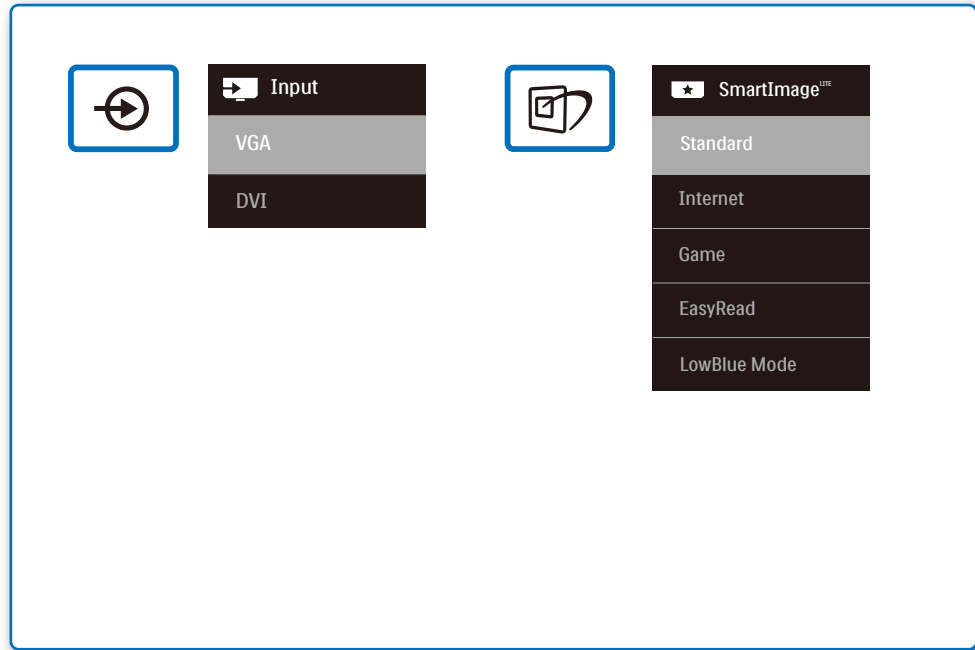 Input
VGA
DVI
SmartImage LITE
Standard
Internet
Game
EasyRead
LowBlue Mode